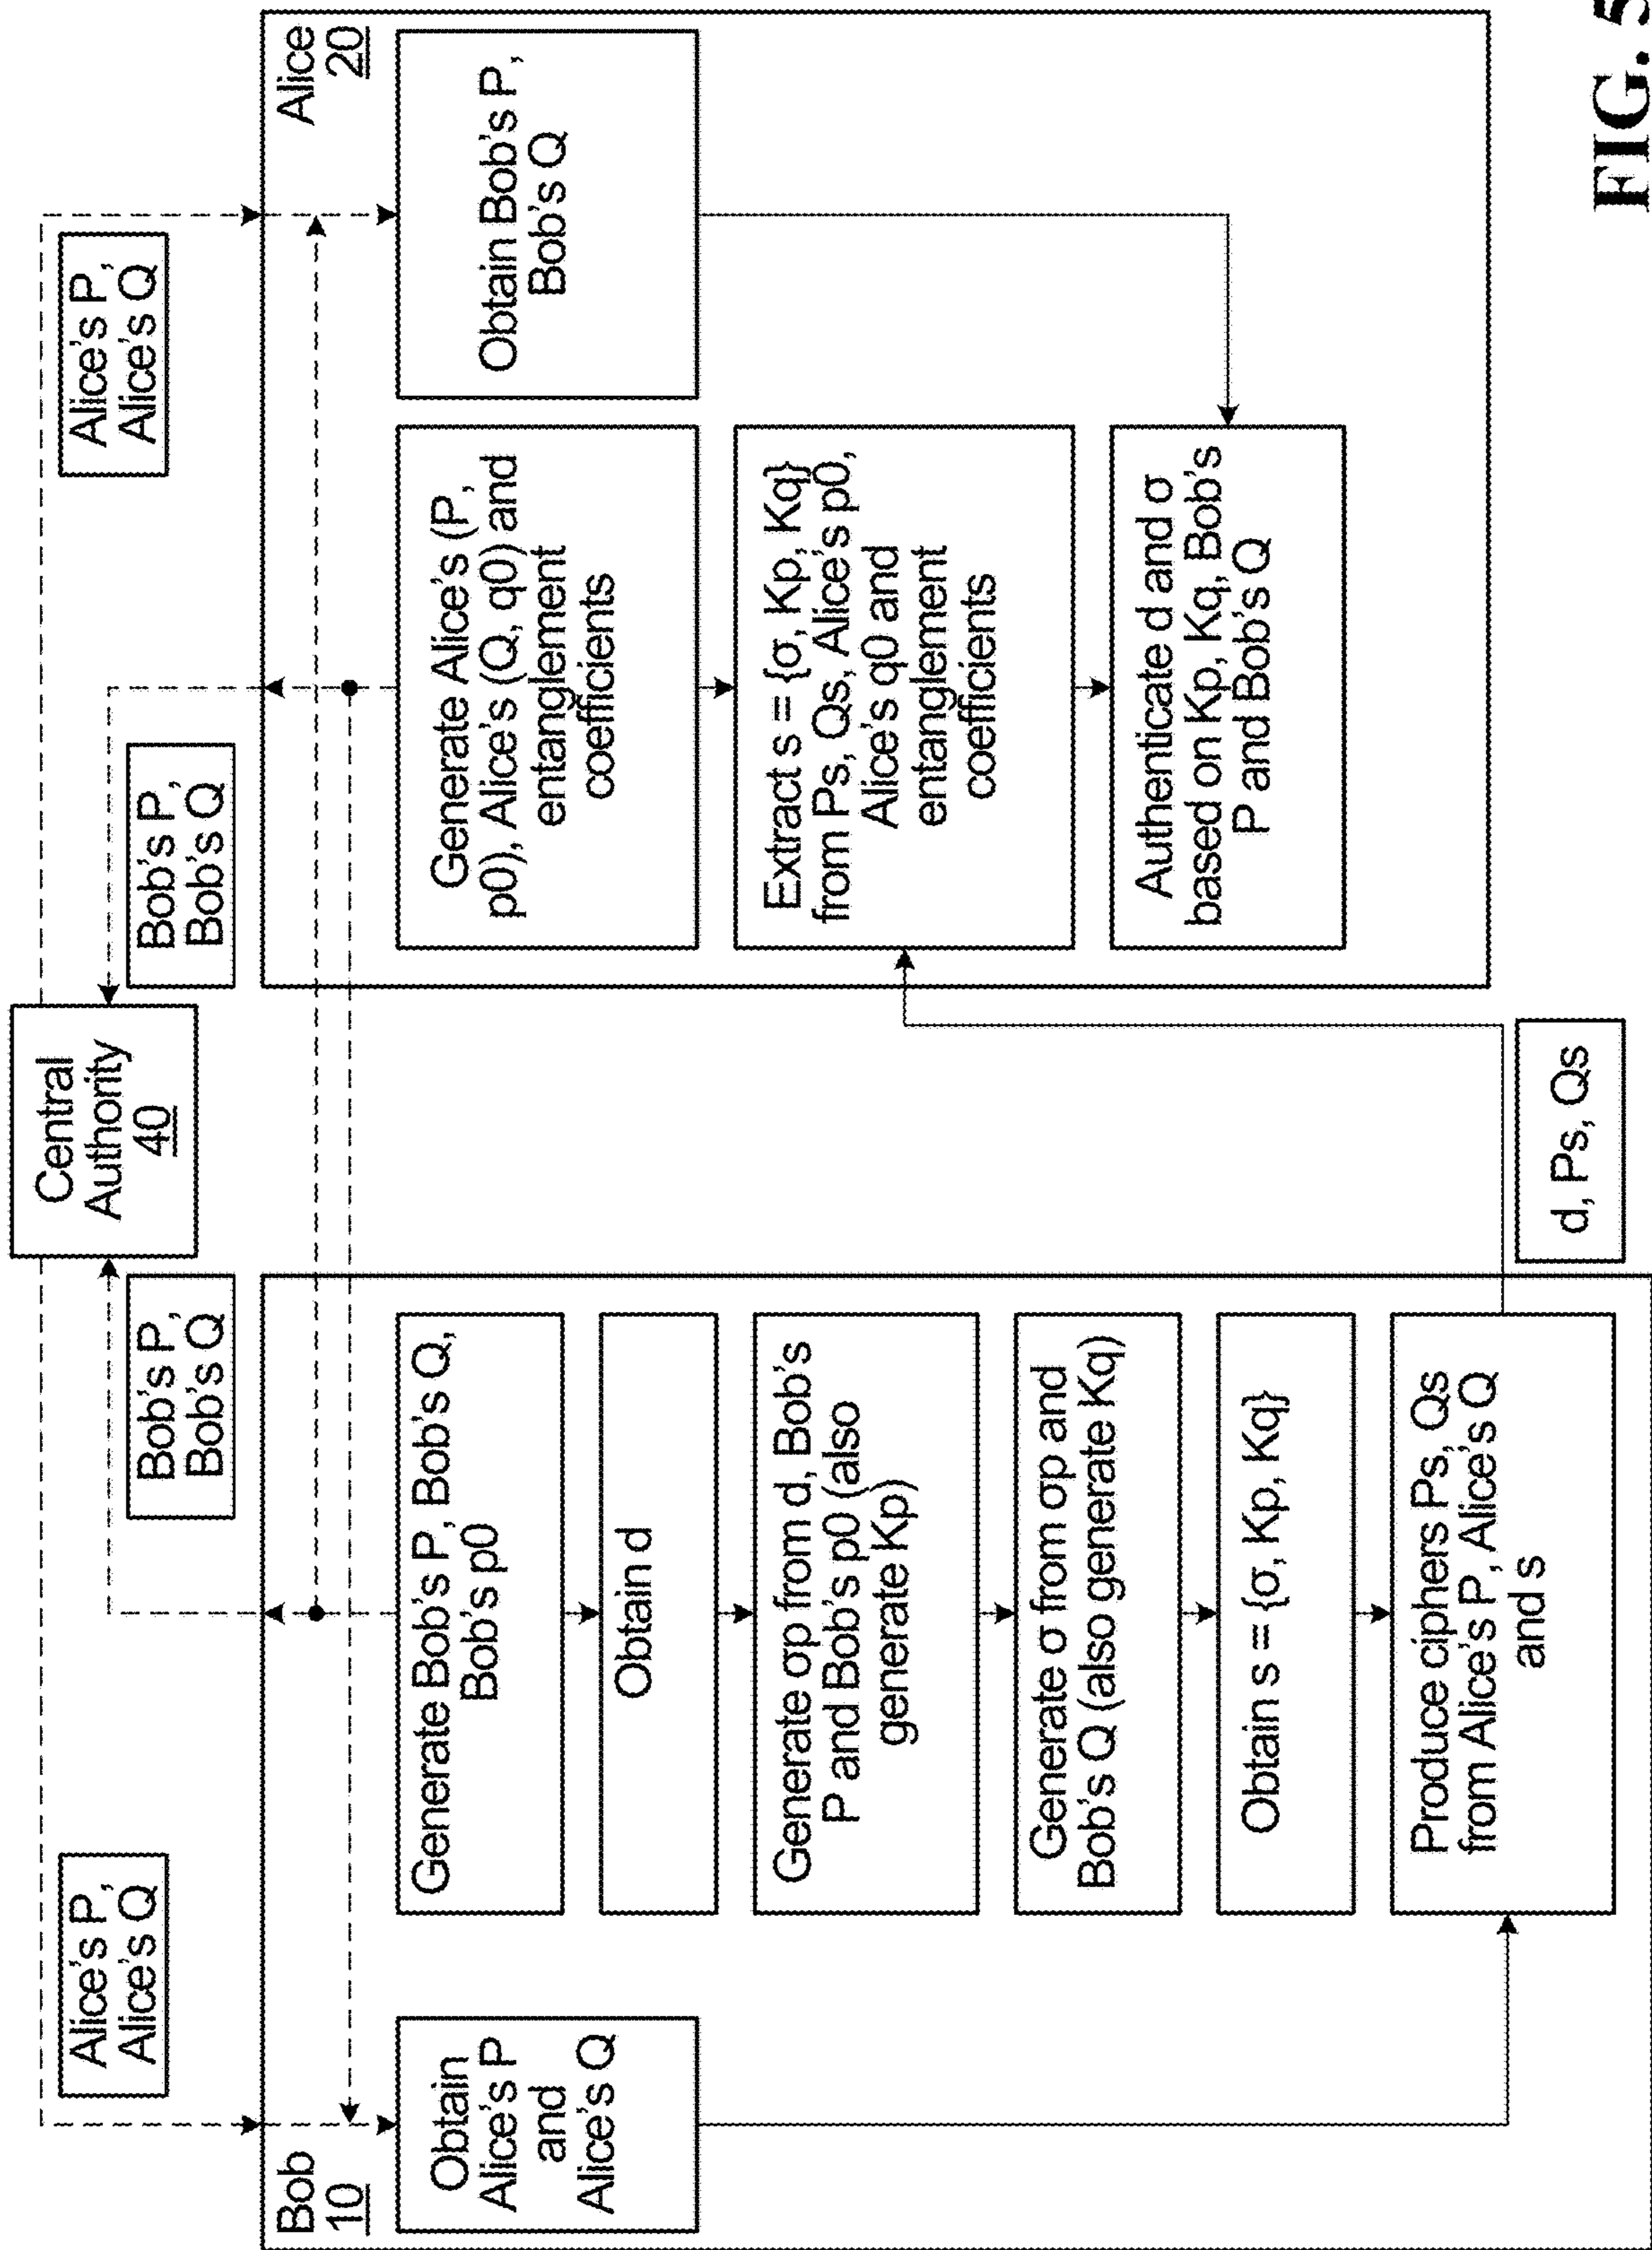 Central
Authority
40
Alice's P,
Alice's Q
Bob's P,
Bob's Q
Bob's P,
Bob's Q
Alice's P,
Alice's Q
Bob
10
Obtain
Alice's P
and
Alice's Q
Generate Bob's P, Bob's Q,
Bob's p0
Obtain d
Generate σp from d, Bob's
P and Bob's p0 (also
generate Kp)
Generate σ from σp and
Bob's Q (also generate Kq)
Obtain s = {σ, Kp, Kq}
Produce ciphers Ps, Qs
from Alice's P, Alice's Q
and s
d, Ps, Qs
Alice
20
Generate Alice's (P,
p0), Alice's (Q, q0) and
entanglement
coefficients
Obtain Bob's P,
Bob's Q
Extract s = {σ, Kp, Kq}
from Ps, Qs, Alice's p0,
Alice's q0 and
entanglement
coefficients
Authenticate d and σ
based on Kp, Kq, Bob's
P and Bob's Q
FIG. 5